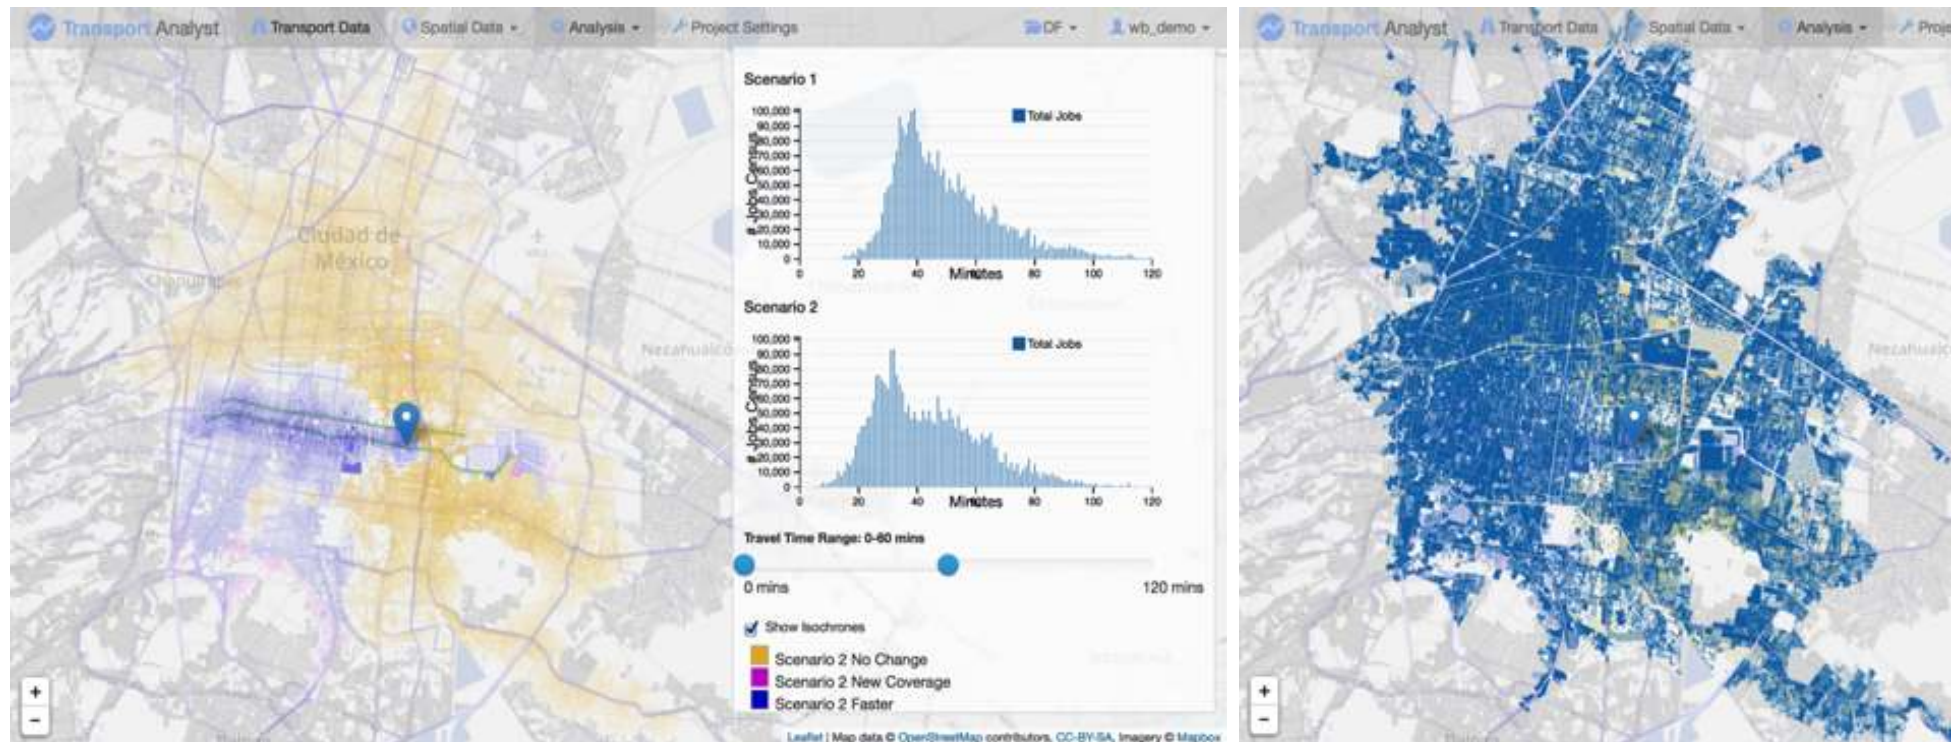 Transport Analyst Transport Data Spatial Data Analysis Project Settings DF wb_demo
Scenario 1
100,000
90,000
80,000
70,000
60,000
50,000
40,000
30,000
20,000
10,000
0
# Jobs Census
Total Jobs
0 20 40 60 80 100 120
Minutes
Scenario 2
100,000
90,000
80,000
70,000
60,000
50,000
40,000
30,000
20,000
10,000
0
# Jobs Census
Total Jobs
0 20 40 60 80 100 120
Minutes
Travel Time Range: 0-60 mins
0 mins 120 mins
Show Isochrones
Scenario 2 No Change
Scenario 2 New Coverage
Scenario 2 Faster
Ciudad de
México
Nezahualcó
+
−
Leaflet | Map data © OpenStreetMap contributors, CC-BY-SA, Imagery © Mapbox
Transport Analyst Transport Data Spatial Data Analysis Proje
Nezahualc
+
−